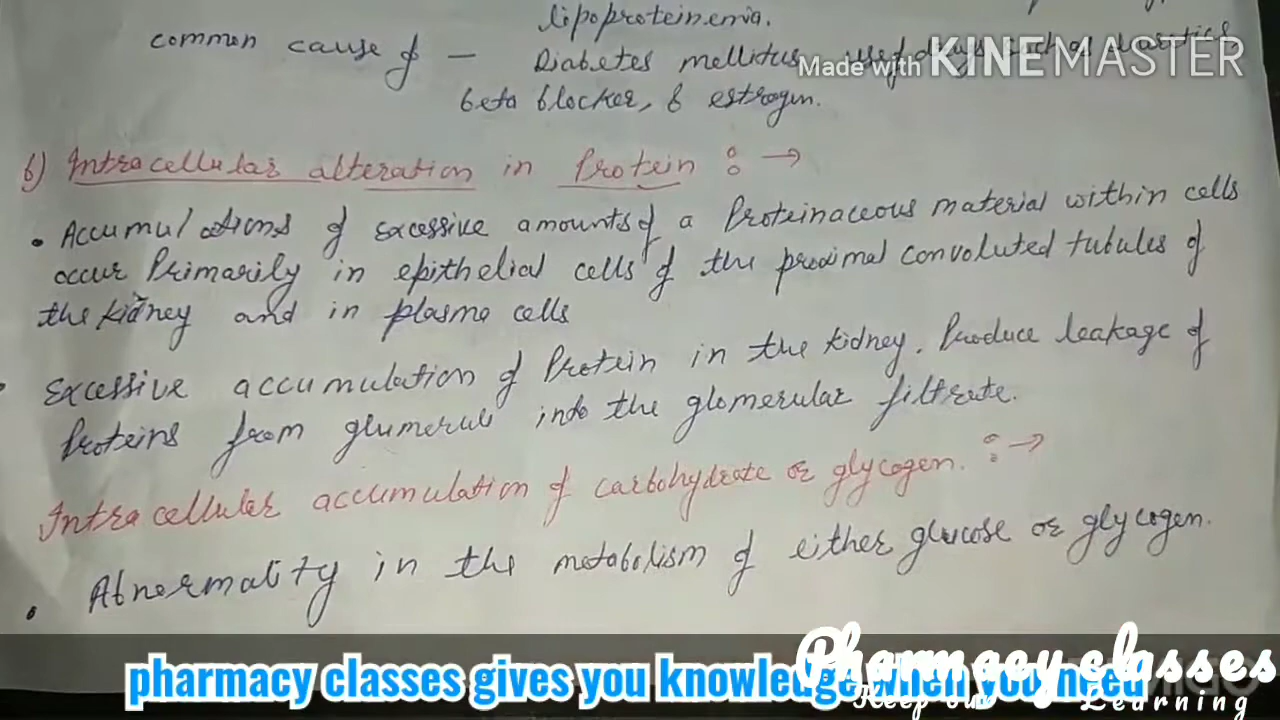 lipoproteinemia.
common cause of — Diabetes mellitus
beta blocker, & estrogen.
Made with KINEMASTER
b) Intracellular alteration in Protein : →
• Accumulations of excessive amounts of a Proteinaceous material within cells
occur Primarily in epithelial cells of the proximal convoluted tubules of
the kidney and in plasma cells
• Excessive accumulation of Protein in the kidney. Produce leakage of
Proteins from glumeruli into the glomerular filtrate.
Intracellular accumulation of carbohydrate or glycogen. : →
• Abnormality in the metabolism of either glucose or glycogen.
pharmacy classes gives you knowledge when you need
Pharmacy classes
Learning